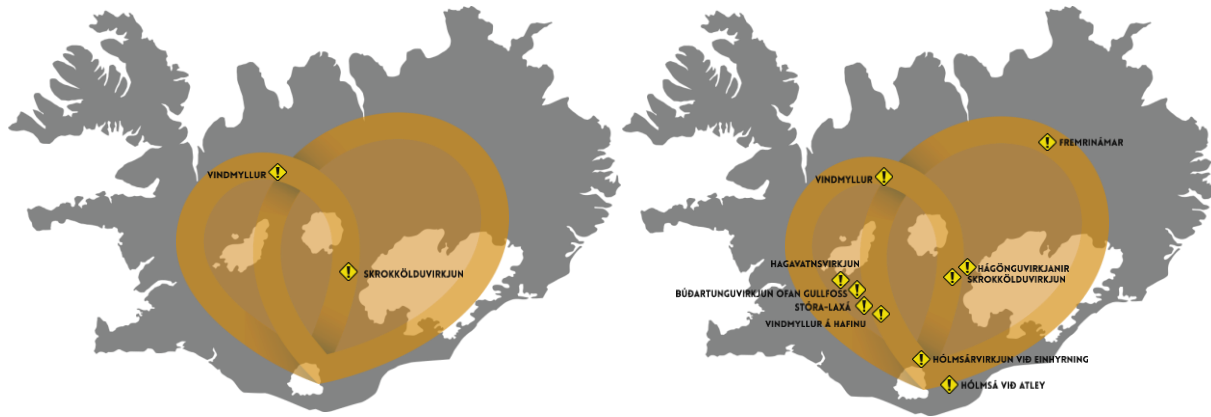 VINDMYLLUR
SKROKKÖLDUVIRKJUN
FREMRINÁMAR
VINDMYLLUR
HAGAVATNSVIRKJUN
HÁGÖNGUVIRKJANIR
SKROKKÖLDUVIRKJUN
BÚÐARTUNGUVIRKJUN OFAN GULLFOSS
STÓRA-LAXÁ
VINDMYLLUR Á HAFINU
HÓLMSÁRVIRKJUN VIÐ EINHYRNING
HÓLMSÁ VIÐ ATLEY